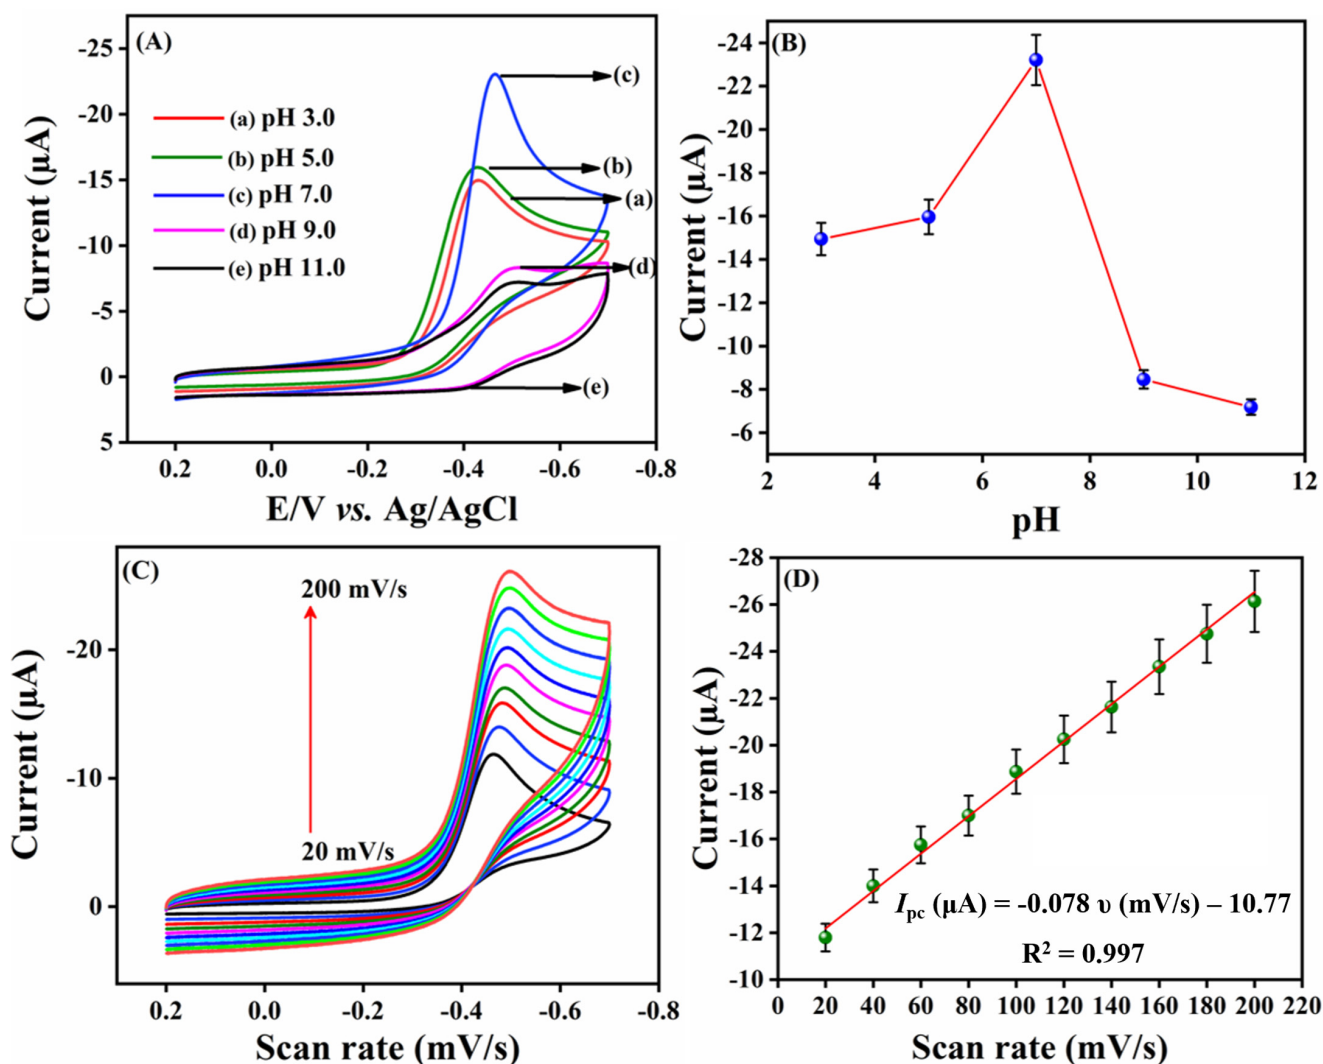 (A)
-25
-20
-15
-10
-5
0
5
Current (µA)
(a) pH 3.0
(b) pH 5.0
(c) pH 7.0
(d) pH 9.0
(e) pH 11.0
(c)
(b)
(a)
(d)
(e)
0.2 0.0 -0.2 -0.4 -0.6 -0.8
E/V vs. Ag/AgCl
(B)
-24
-22
-20
-18
-16
-14
-12
-10
-8
-6
Current (µA)
2 4 6 8 10 12
pH
(C)
-20
-10
0
Current (µA)
200 mV/s
20 mV/s
0.2 0.0 -0.2 -0.4 -0.6 -0.8
Scan rate (mV/s)
(D)
-28
-26
-24
-22
-20
-18
-16
-14
-12
-10
Current (µA)
Ipc (µA) = -0.078 υ (mV/s) – 10.77
R² = 0.997
0 20 40 60 80 100 120 140 160 180 200 220
Scan rate (mV/s)